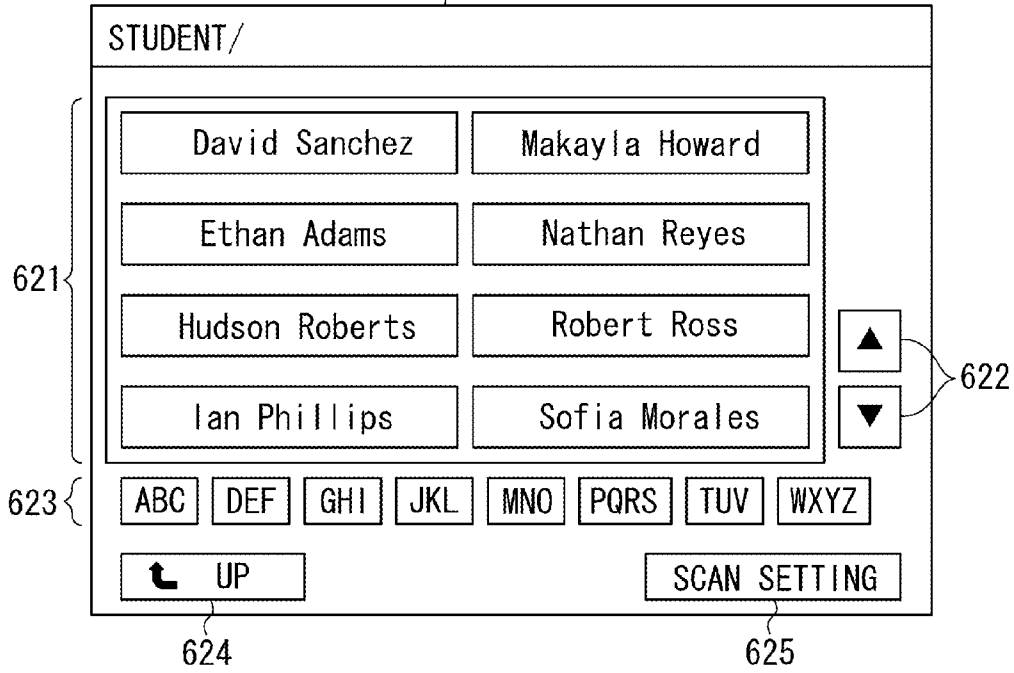 STUDENT/
David Sanchez Makayla Howard
Ethan Adams Nathan Reyes
621
Hudson Roberts Robert Ross
622
Ian Phillips Sofia Morales
623 ABC DEF GHI JKL MNO PQRS TUV WXYZ
UP SCAN SETTING
624 625